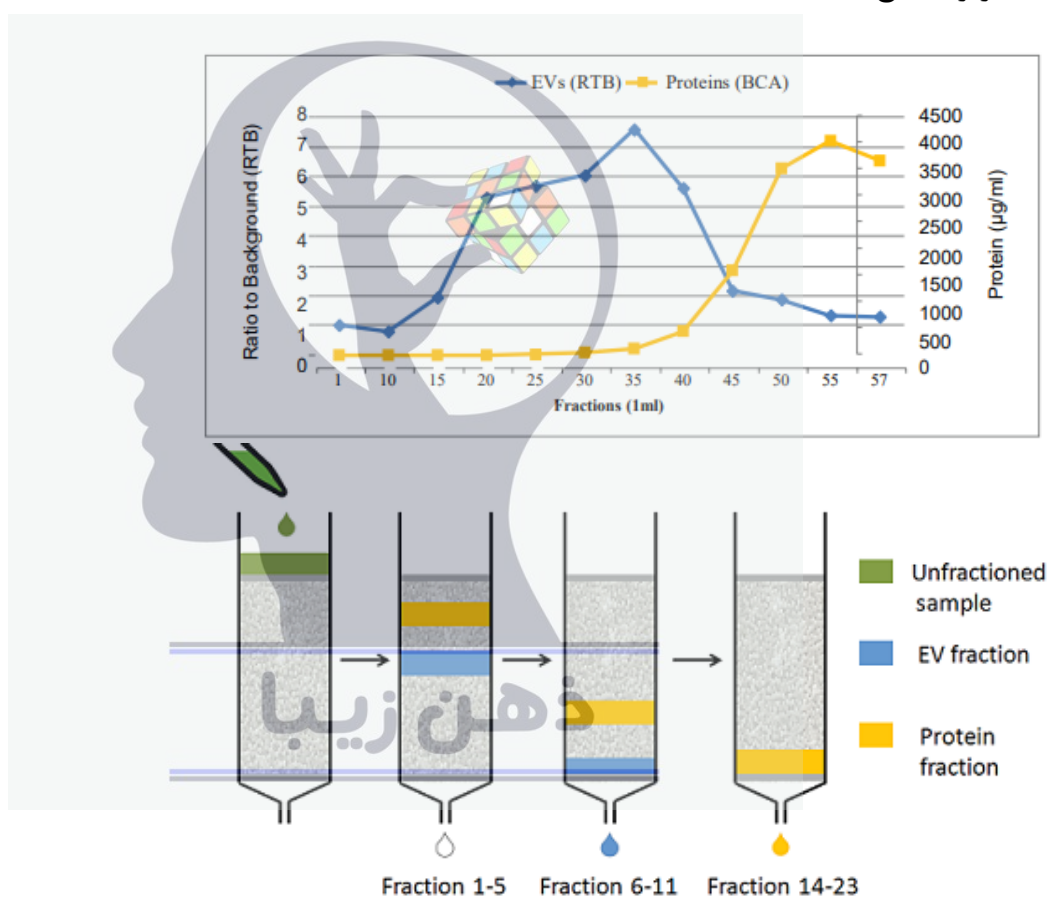 EVs (RTB) Proteins (BCA)
Ratio to Background (RTB)
8
7
6
5
4
3
2
1
0
4500
4000
3500
3000
2500
2000
1500
1000
500
0
Protein (µg/ml)
1 10 15 20 25 30 35 40 45 50 55 57
Fractions (1ml)
Unfractioned
sample
EV fraction
Protein
fraction
ذهن زیبا
Fraction 1-5 Fraction 6-11 Fraction 14-23